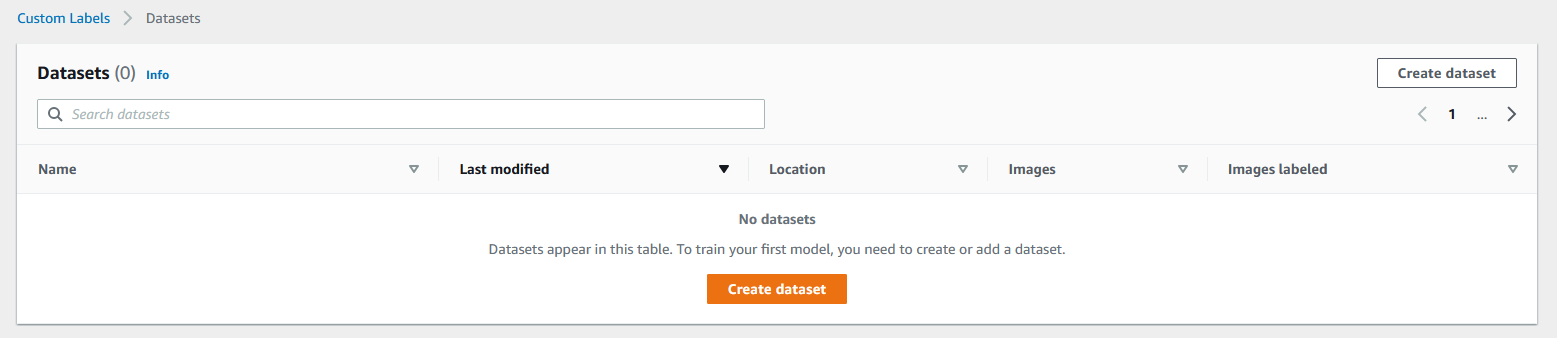 Custom Labels > Datasets
Datasets (0) Info
Create dataset
Search datasets
< 1 ... >
Name Last modified Location Images Images labeled
No datasets
Datasets appear in this table. To train your first model, you need to create or add a dataset.
Create dataset